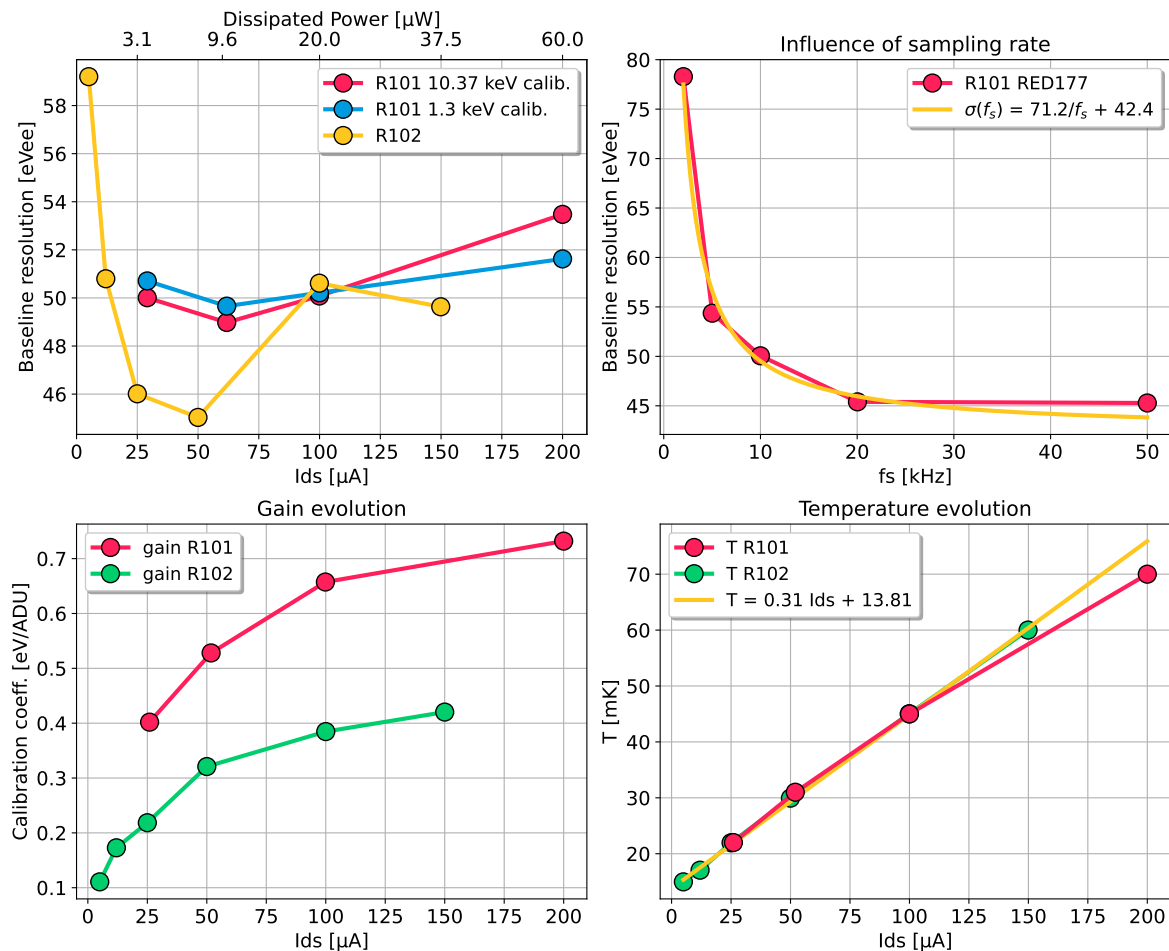 Dissipated Power [µW]
3.1 9.6 20.0 37.5 60.0
Baseline resolution [eVee]
58
56
54
52
50
48
46
R101 10.37 keV calib.
R101 1.3 keV calib.
R102
0 25 50 75 100 125 150 175 200
Ids [µA]
Influence of sampling rate
Baseline resolution [eVee]
80
75
70
65
60
55
50
45
R101 RED177
σ(fs) = 71.2/fs + 42.4
0 10 20 30 40 50
fs [kHz]
Gain evolution
Calibration coeff. [eV/ADU]
0.7
0.6
0.5
0.4
0.3
0.2
0.1
gain R101
gain R102
0 25 50 75 100 125 150 175 200
Ids [µA]
Temperature evolution
T [mK]
70
60
50
40
30
20
T R101
T R102
T = 0.31 Ids + 13.81
0 25 50 75 100 125 150 175 200
Ids [µA]